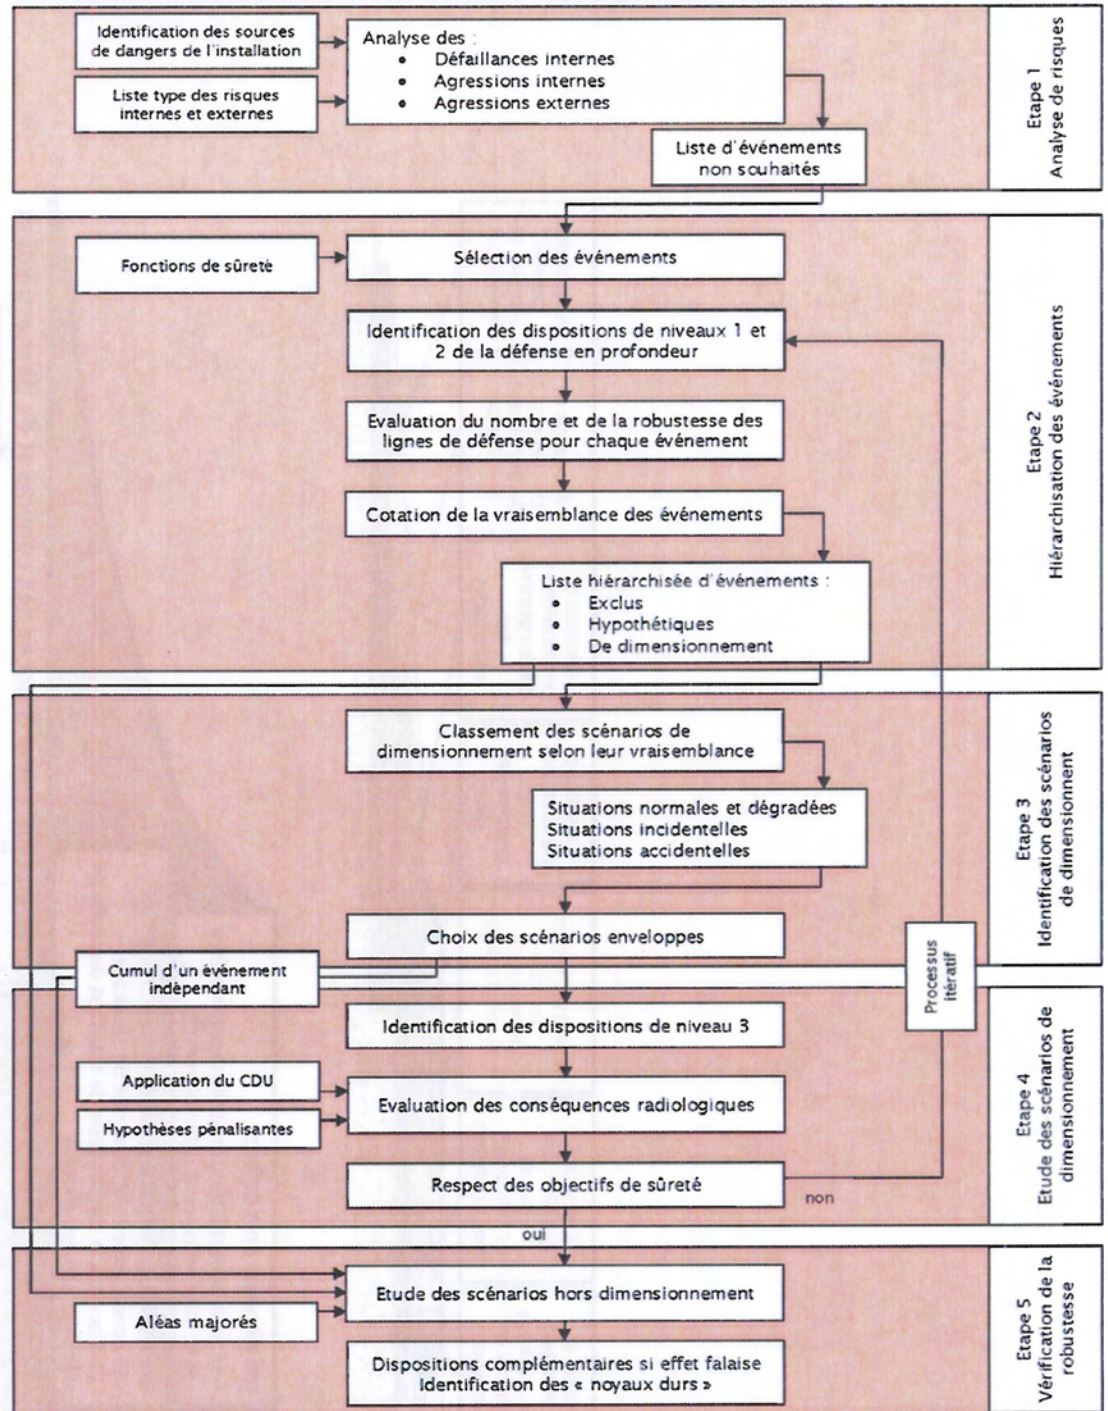 Identification des sources
de dangers de l'installation
Liste type des risques
internes et externes
Analyse des :
• Défaillances internes
• Agressions internes
• Agressions externes
Liste d'événements
non souhaités
Etape 1
Analyse de risques
Fonctions de sûreté
Sélection des événements
Identification des dispositions de niveaux 1 et
2 de la défense en profondeur
Evaluation du nombre et de la robustesse des
lignes de défense pour chaque événement
Cotation de la vraisemblance des événements
Liste hiérarchisée d'événements :
• Exclus
• Hypothétiques
• De dimensionnement
Etape 2
Hiérarchisation des événements
Classement des scénarios de
dimensionnement selon leur vraisemblance
Situations normales et dégradées
Situations incidentelles
Situations accidentelles
Choix des scénarios enveloppes
Etape 3
Identification des scénarios
de dimensionnent
Cumul d'un événement
indépendant
Processus
itératif
Identification des dispositions de niveau 3
Application du CDU
Hypothèses pénalisantes
Evaluation des conséquences radiologiques
Respect des objectifs de sûreté
non
oui
Etape 4
Etude des scénarios de
dimensionnement
Etude des scénarios hors dimensionnement
Aléas majorés
Dispositions complémentaires si effet falaise
Identification des « noyaux durs »
Etape 5
Vérification de la
robustesse